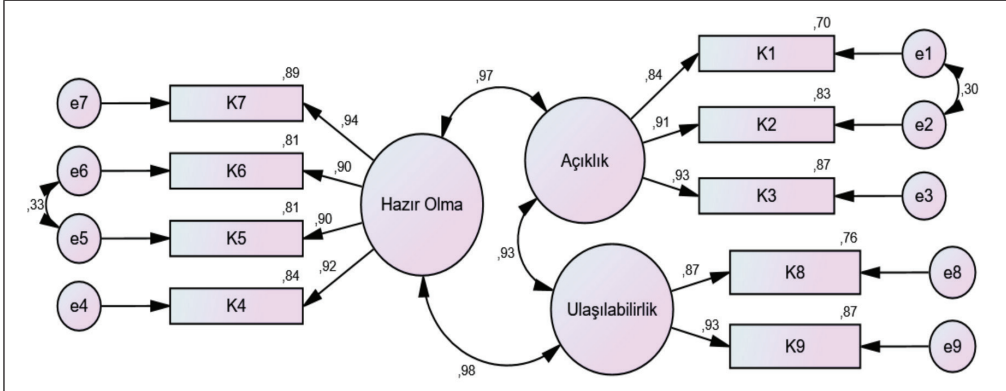 ,89
e7
K7
,94
,81
e6
K6
,90
,33
,81
e5
K5
,90
,84
e4
K4
,92
Hazır Olma
,97
,93
,98
Açıklık
,84
,70
K1
e1
,30
,91
,83
K2
e2
,93
,87
K3
e3
Ulaşılabilirlik
,87
,76
K8
e8
,93
,87
K9
e9